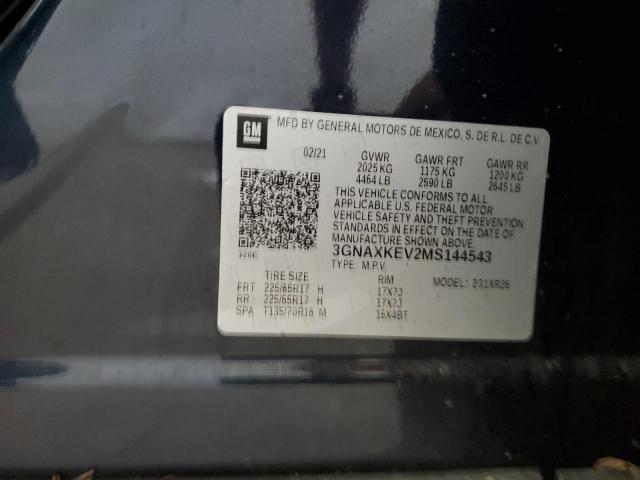 GM MFD BY GENERAL MOTORS DE MEXICO, S. DE R.L. DE C.V.
02/21 GVWR GAWR FRT GAWR RR
2025 KG 1175 KG 1200 KG
4464 LB 2590 LB 2645 LB
THIS VEHICLE CONFORMS TO ALL
APPLICABLE U.S. FEDERAL MOTOR
VEHICLE SAFETY AND THEFT PREVENTION
STANDARDS IN EFFECT ON THE DATE OF
MANUFACTURE SHOWN ABOVE.
3GNAXKEV2MS144543
TYPE: M.P.V. MODEL: 231XR26
TIRE SIZE RIM
FRT 225/65R17 H 17X7J
RR 225/65R17 H 17X7J
SPA T135/70R16 M 16X4BT